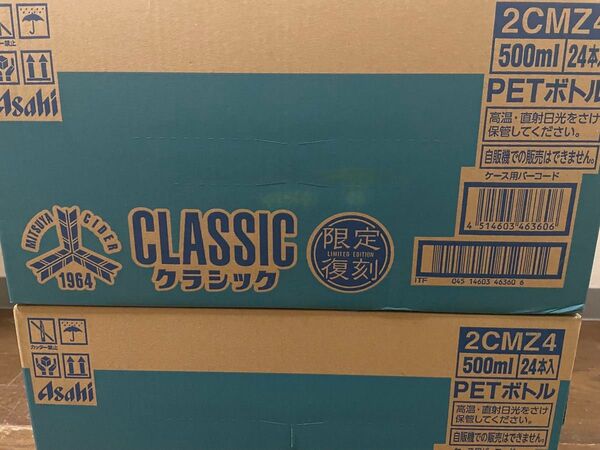 2CMZ4
500ml 24本入
PETボトル
高温・直射日光をさけ
保管してください。
自販機での販売はできません。
ケース用バーコード
4 514603 463606
ITF 045 14603 46360 6
Asahi
MITSUYA CIDER
1964
CLASSIC
クラシック
限定
LIMITED EDITION
復刻
カッター禁止
Asahi
2CMZ4
500ml 24本入
PETボトル
高温・直射日光をさけ
保管してください。
自販機での販売はできません。